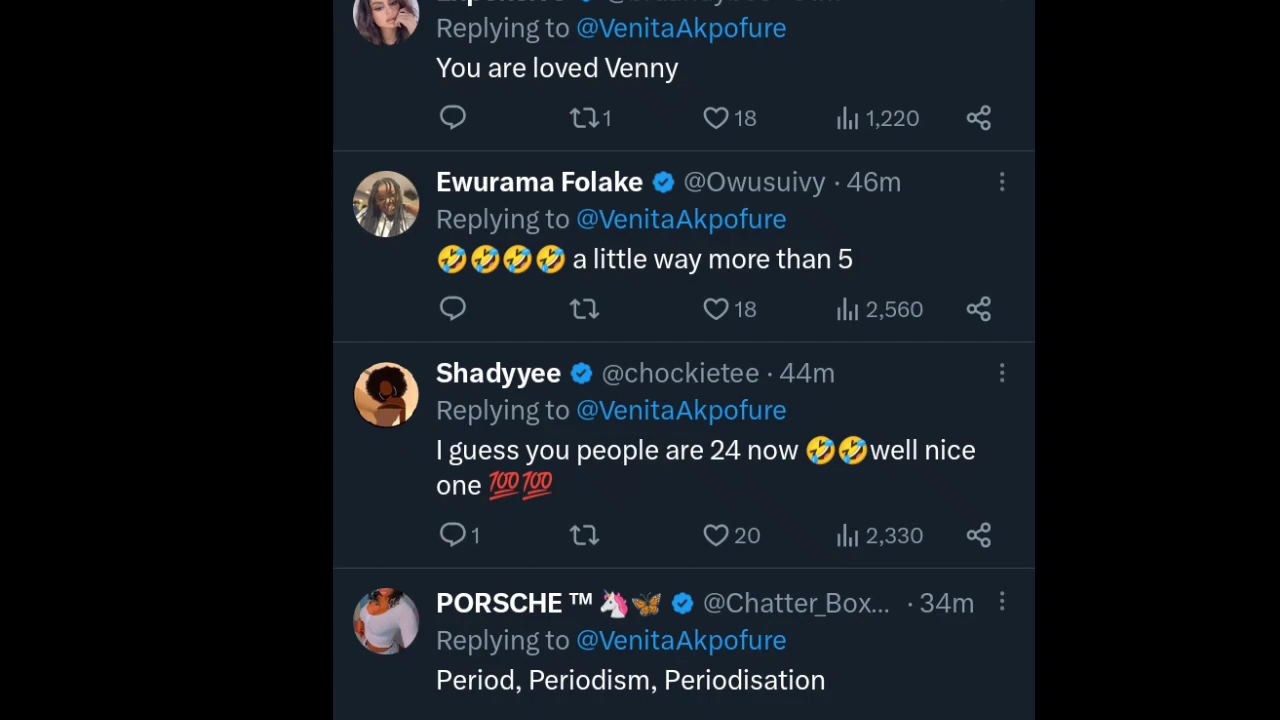 Replying to @VenitaAkpofure
You are loved Venny
1 18 1,220
Ewurama Folake @Owusuivy · 46m
Replying to @VenitaAkpofure
🤣🤣🤣🤣 a little way more than 5
18 2,560
Shadyyee @chockietee · 44m
Replying to @VenitaAkpofure
I guess you people are 24 now 🤣🤣well nice
one 💯💯
1 20 2,330
PORSCHE ™ 🦄🦋 @Chatter_Box... · 34m
Replying to @VenitaAkpofure
Period, Periodism, Periodisation